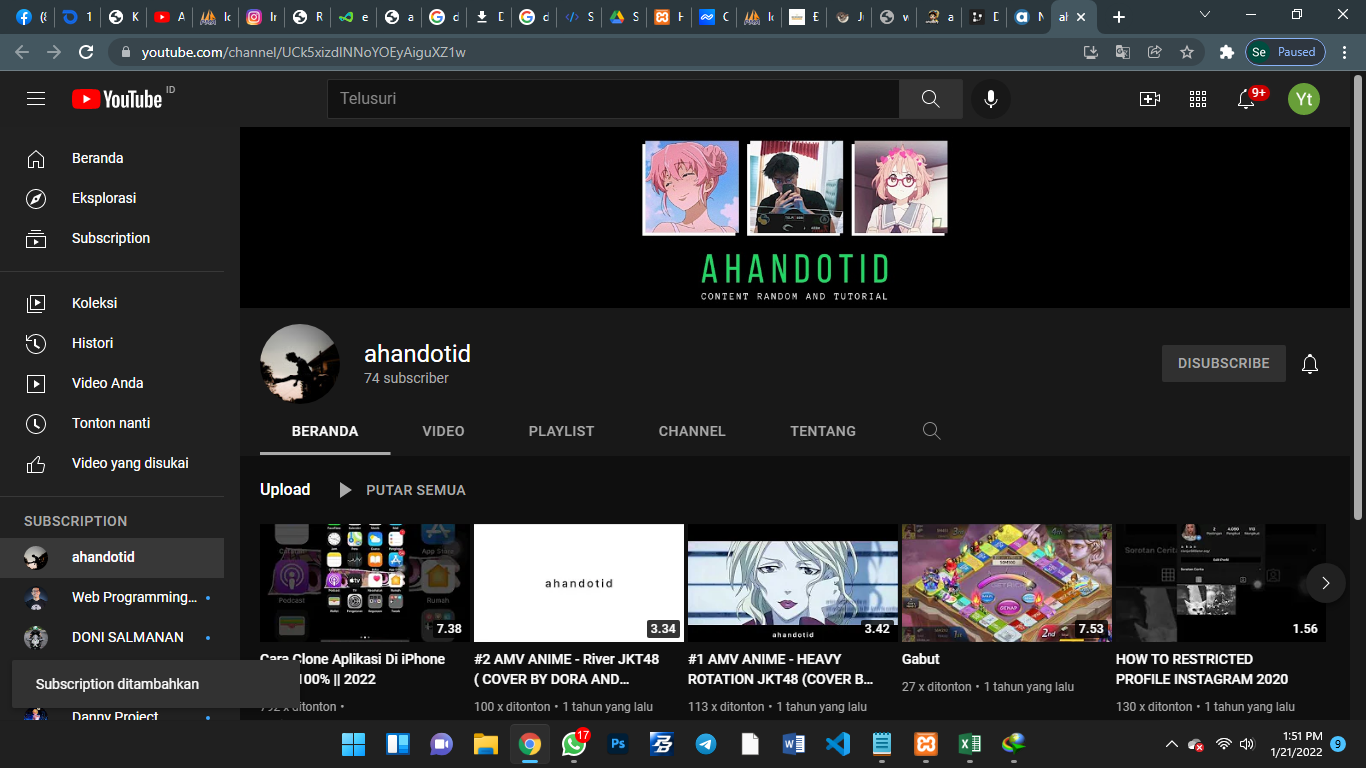 youtube.com/channel/UCk5xizdINNoYOEyAiguXZ1w
Se Paused
YouTube ID
Telusuri
9+
Yt
Beranda
Eksplorasi
Subscription
Koleksi
Histori
Video Anda
Tonton nanti
Video yang disukai
SUBSCRIPTION
ahandotid
Web Programming...
DONI SALMANAN
Danny Project
Subscription ditambahkan
AHANDOTID
CONTENT RANDOM AND TUTORIAL
ahandotid
74 subscriber
DISUBSCRIBE
BERANDA VIDEO PLAYLIST CHANNEL TENTANG
Upload PUTAR SEMUA
7.38
ahandotid
3.34
ahandotid
3.42
GENAP
2nd
7.53
Sorotan Cerita
1.56
Cara Clone Aplikasi Di iPhone
100% || 2022
792 x ditonton •
#2 AMV ANIME - River JKT48
( COVER BY DORA AND...
100 x ditonton • 1 tahun yang lalu
#1 AMV ANIME - HEAVY
ROTATION JKT48 (COVER B...
113 x ditonton • 1 tahun yang lalu
Gabut
27 x ditonton • 1 tahun yang lalu
HOW TO RESTRICTED
PROFILE INSTAGRAM 2020
130 x ditonton • 1 tahun yang lalu
17
Ps
1:51 PM
1/21/2022
9